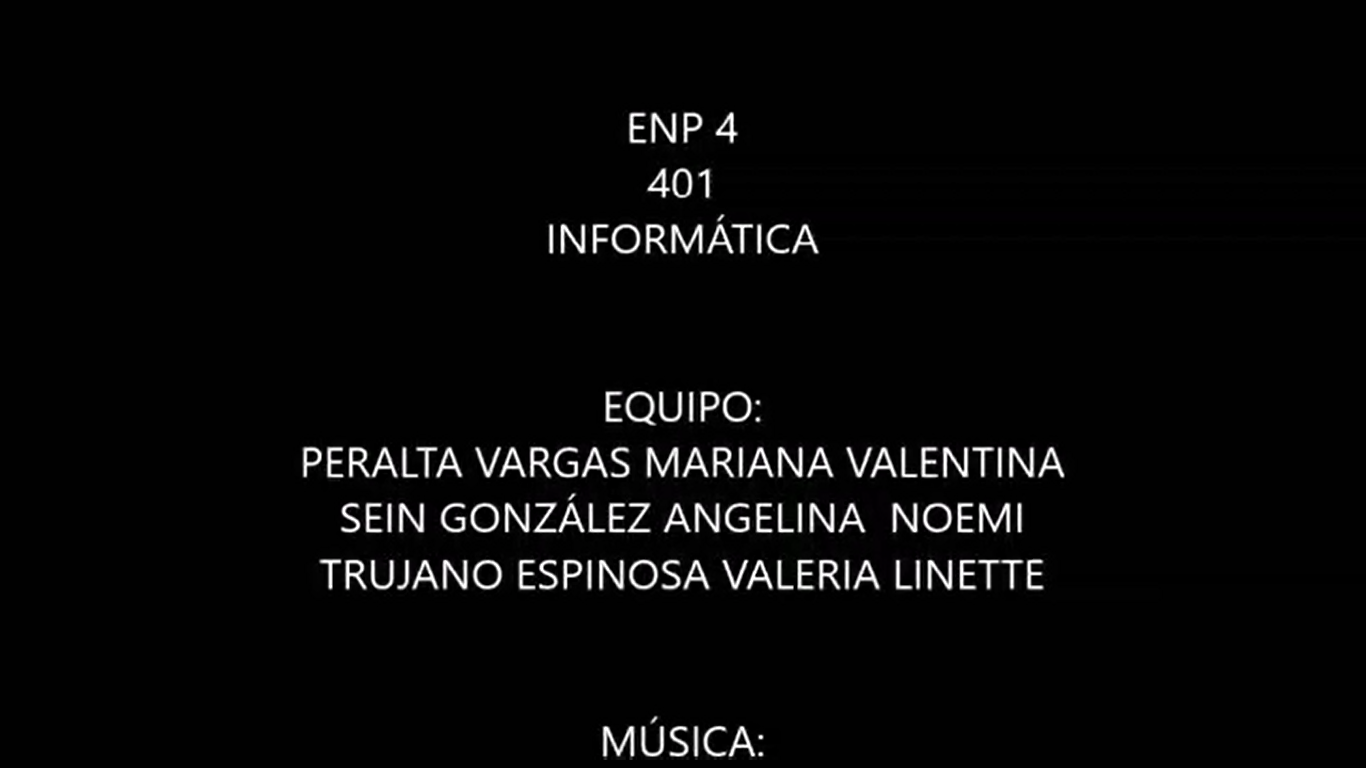 ENP 4
401
INFORMÁTICA
EQUIPO:
PERALTA VARGAS MARIANA VALENTINA
SEIN GONZÁLEZ ANGELINA  NOEMI
TRUJANO ESPINOSA VALERIA LINETTE
MÚSICA: